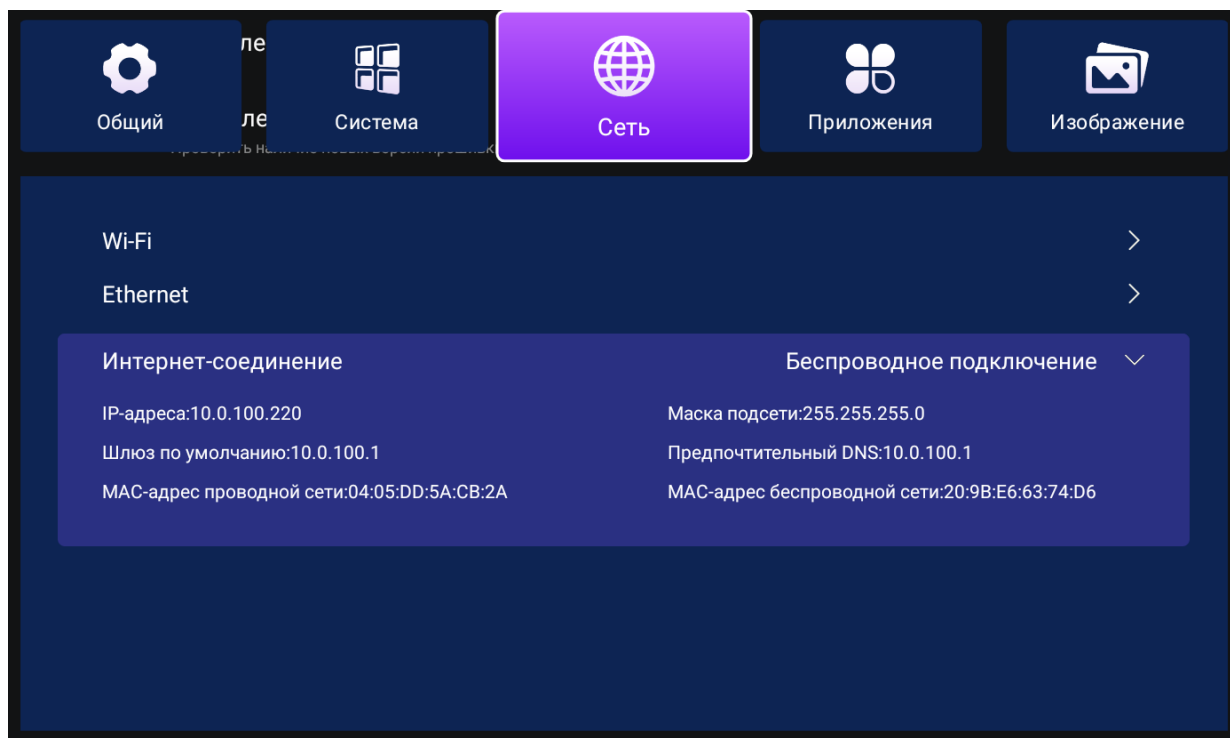 Общий
Система
Сеть
Приложения
Изображение
Wi-Fi
Ethernet
Интернет-соединение Беспроводное подключение
IP-адреса:10.0.100.220 Маска подсети:255.255.255.0
Шлюз по умолчанию:10.0.100.1 Предпочтительный DNS:10.0.100.1
MAC-адрес проводной сети:04:05:DD:5A:CB:2A MAC-адрес беспроводной сети:20:9B:E6:63:74:D6